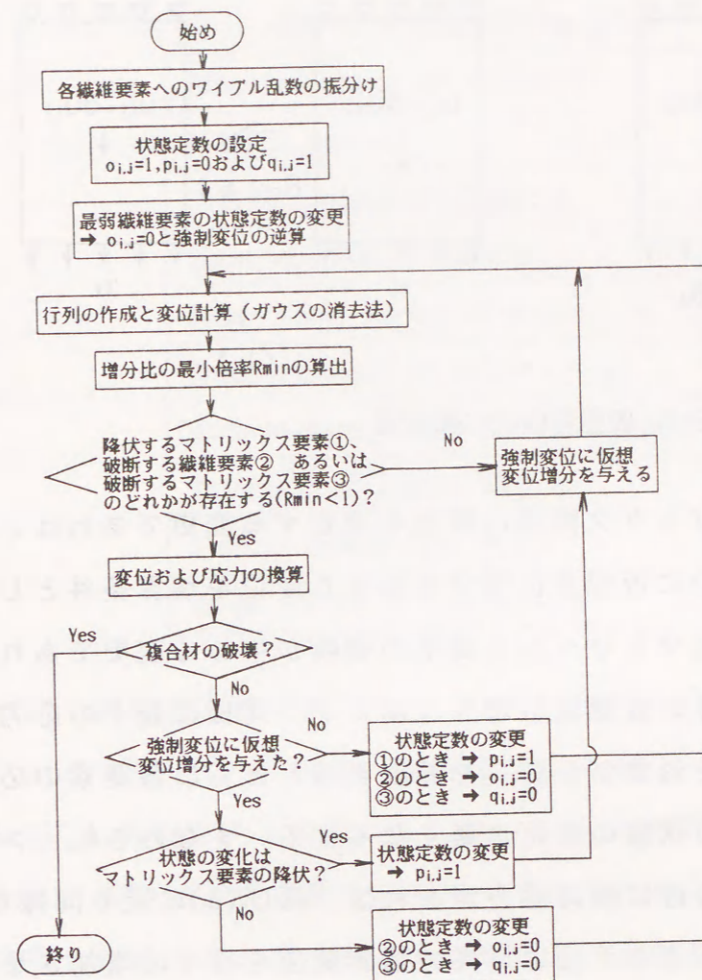 始め
各繊維要素へのワイブル乱数の振分け
状態定数の設定
oi,j=1,pi,j=0およびqi,j=1
最弱繊維要素の状態定数の変更
→ oi,j=0と強制変位の逆算
行列の作成と変位計算(ガウスの消去法)
増分比の最小倍率Rminの算出
降伏するマトリックス要素①、
破断する繊維要素② あるいは
破断するマトリックス要素③
のどれかが存在する(Rmin<1)?
No
強制変位に仮想
変位増分を与える
Yes
変位および応力の換算
Yes
複合材の破壊?
No
No
強制変位に仮想
変位増分を与えた?
状態定数の変更
①のとき → pi,j=1
②のとき → oi,j=0
③のとき → qi,j=0
Yes
Yes
状態の変化は
マトリックス要素の降伏?
状態定数の変更
→ pi,j=1
No
状態定数の変更
②のとき → oi,j=0
③のとき → qi,j=0
終り